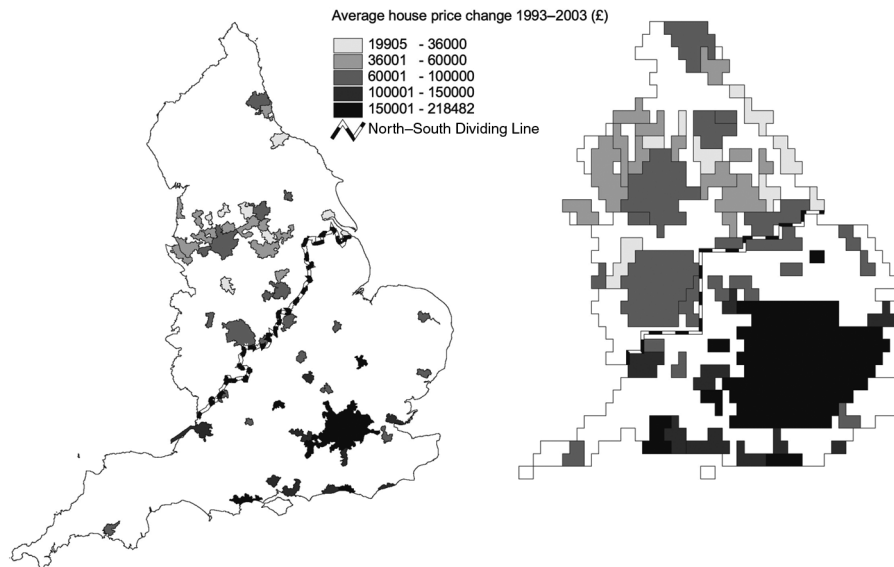 Average house price change 1993–2003 (£)
19905 - 36000
36001 - 60000
60001 - 100000
100001 - 150000
150001 - 218482
North–South Dividing Line